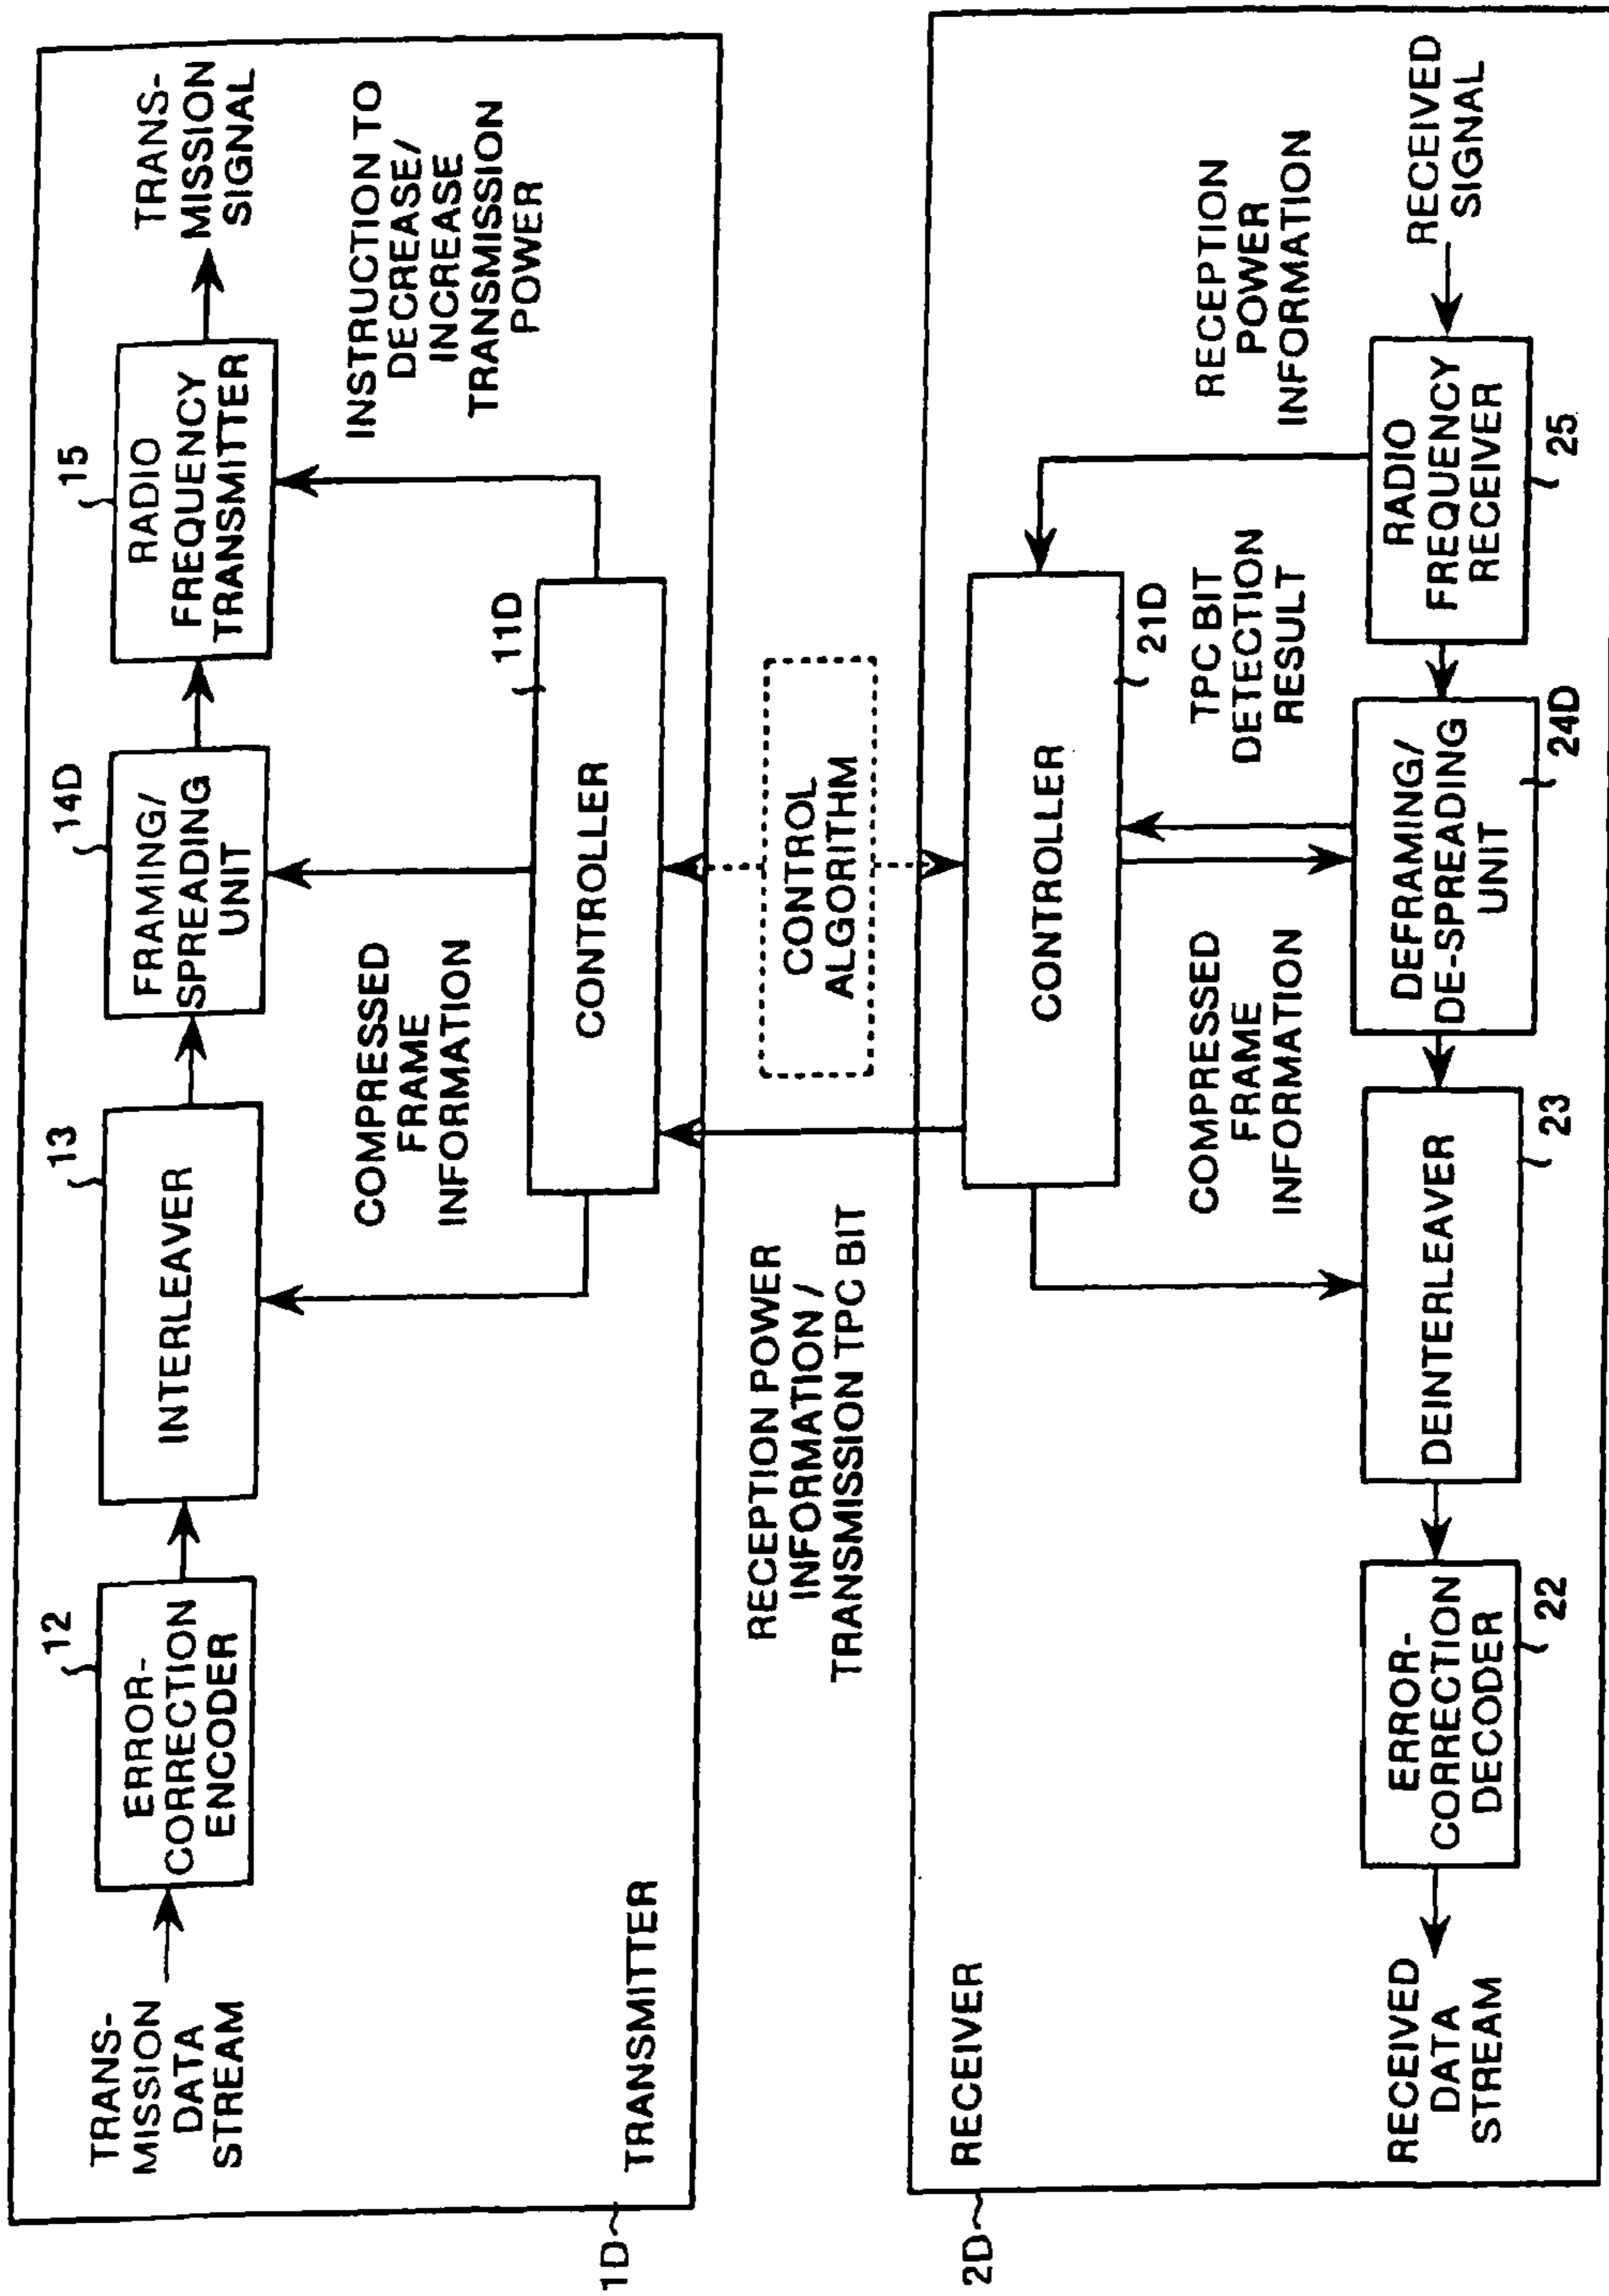 TRANS-
MISSION
DATA
STREAM
12
ERROR-
CORRECTION
ENCODER
13
INTERLEAVER
14D
FRAMING/
SPREADING
UNIT
15
RADIO
FREQUENCY
TRANSMITTER
TRANS-
MISSION
SIGNAL
COMPRESSED
FRAME
INFORMATION
INSTRUCTION TO
DECREASE/
INCREASE
TRANSMISSION
POWER
11D
CONTROLLER
TRANSMITTER
1D
RECEPTION POWER
INFORMATION /
TRANSMISSION TPC BIT
CONTROL
ALGORITHM
2D
RECEIVER
CONTROLLER
21D
RECEPTION
POWER
INFORMATION
COMPRESSED
FRAME
INFORMATION
TPC BIT
DETECTION
RESULT
RECEIVED
DATA
STREAM
ERROR-
CORRECTION
DECODER
22
DEINTERLEAVER
23
DEFRAMING/
DE-SPREADING
UNIT
24D
RADIO
FREQUENCY
RECEIVER
25
RECEIVED
SIGNAL